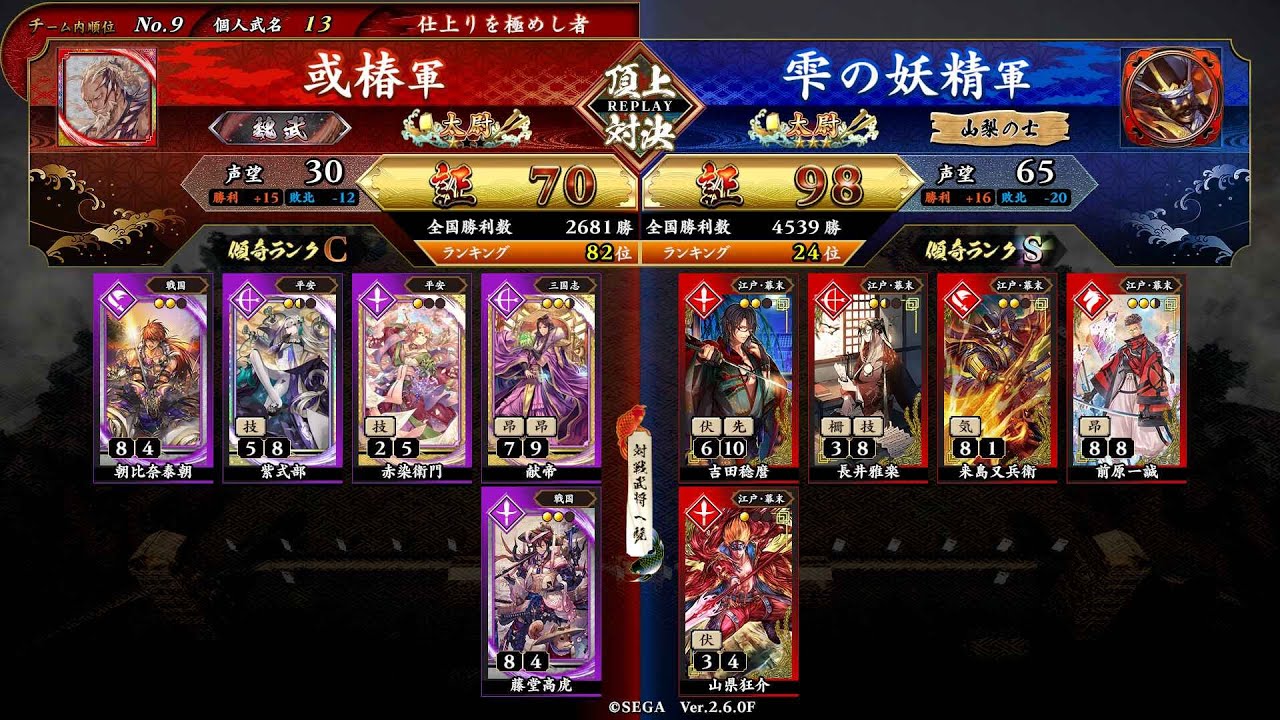 チーム内順位 No.9 個人武名 13 仕上りを極めし者
或椿軍
頂上
REPLAY
対決
雫の妖精軍
太尉
太尉
山梨の士
声望 30
勝利 +15 敗北 -12
証 70
証 98
声望 65
勝利 +16 敗北 -20
全国勝利数 2681勝
全国勝利数 4539勝
傾奇ランク C
ランキング 82位
ランキング 24位
傾奇ランク S
戦国
8 4
朝比奈泰朝
平安
技
5 8
紫式部
平安
技
2 5
赤染衛門
三国志
昂 昂
7 9
献帝
江戸・幕末
伏 先
6 10
吉田稔麿
江戸・幕末
柵 技
3 8
長井雅楽
江戸・幕末
気
8 1
来島又兵衛
江戸・幕末
昂
8 8
前原一誠
対戦武将一覧
戦国
8 4
藤堂高虎
江戸・幕末
伏
3 4
山県狂介
©SEGA Ver.2.6.0F